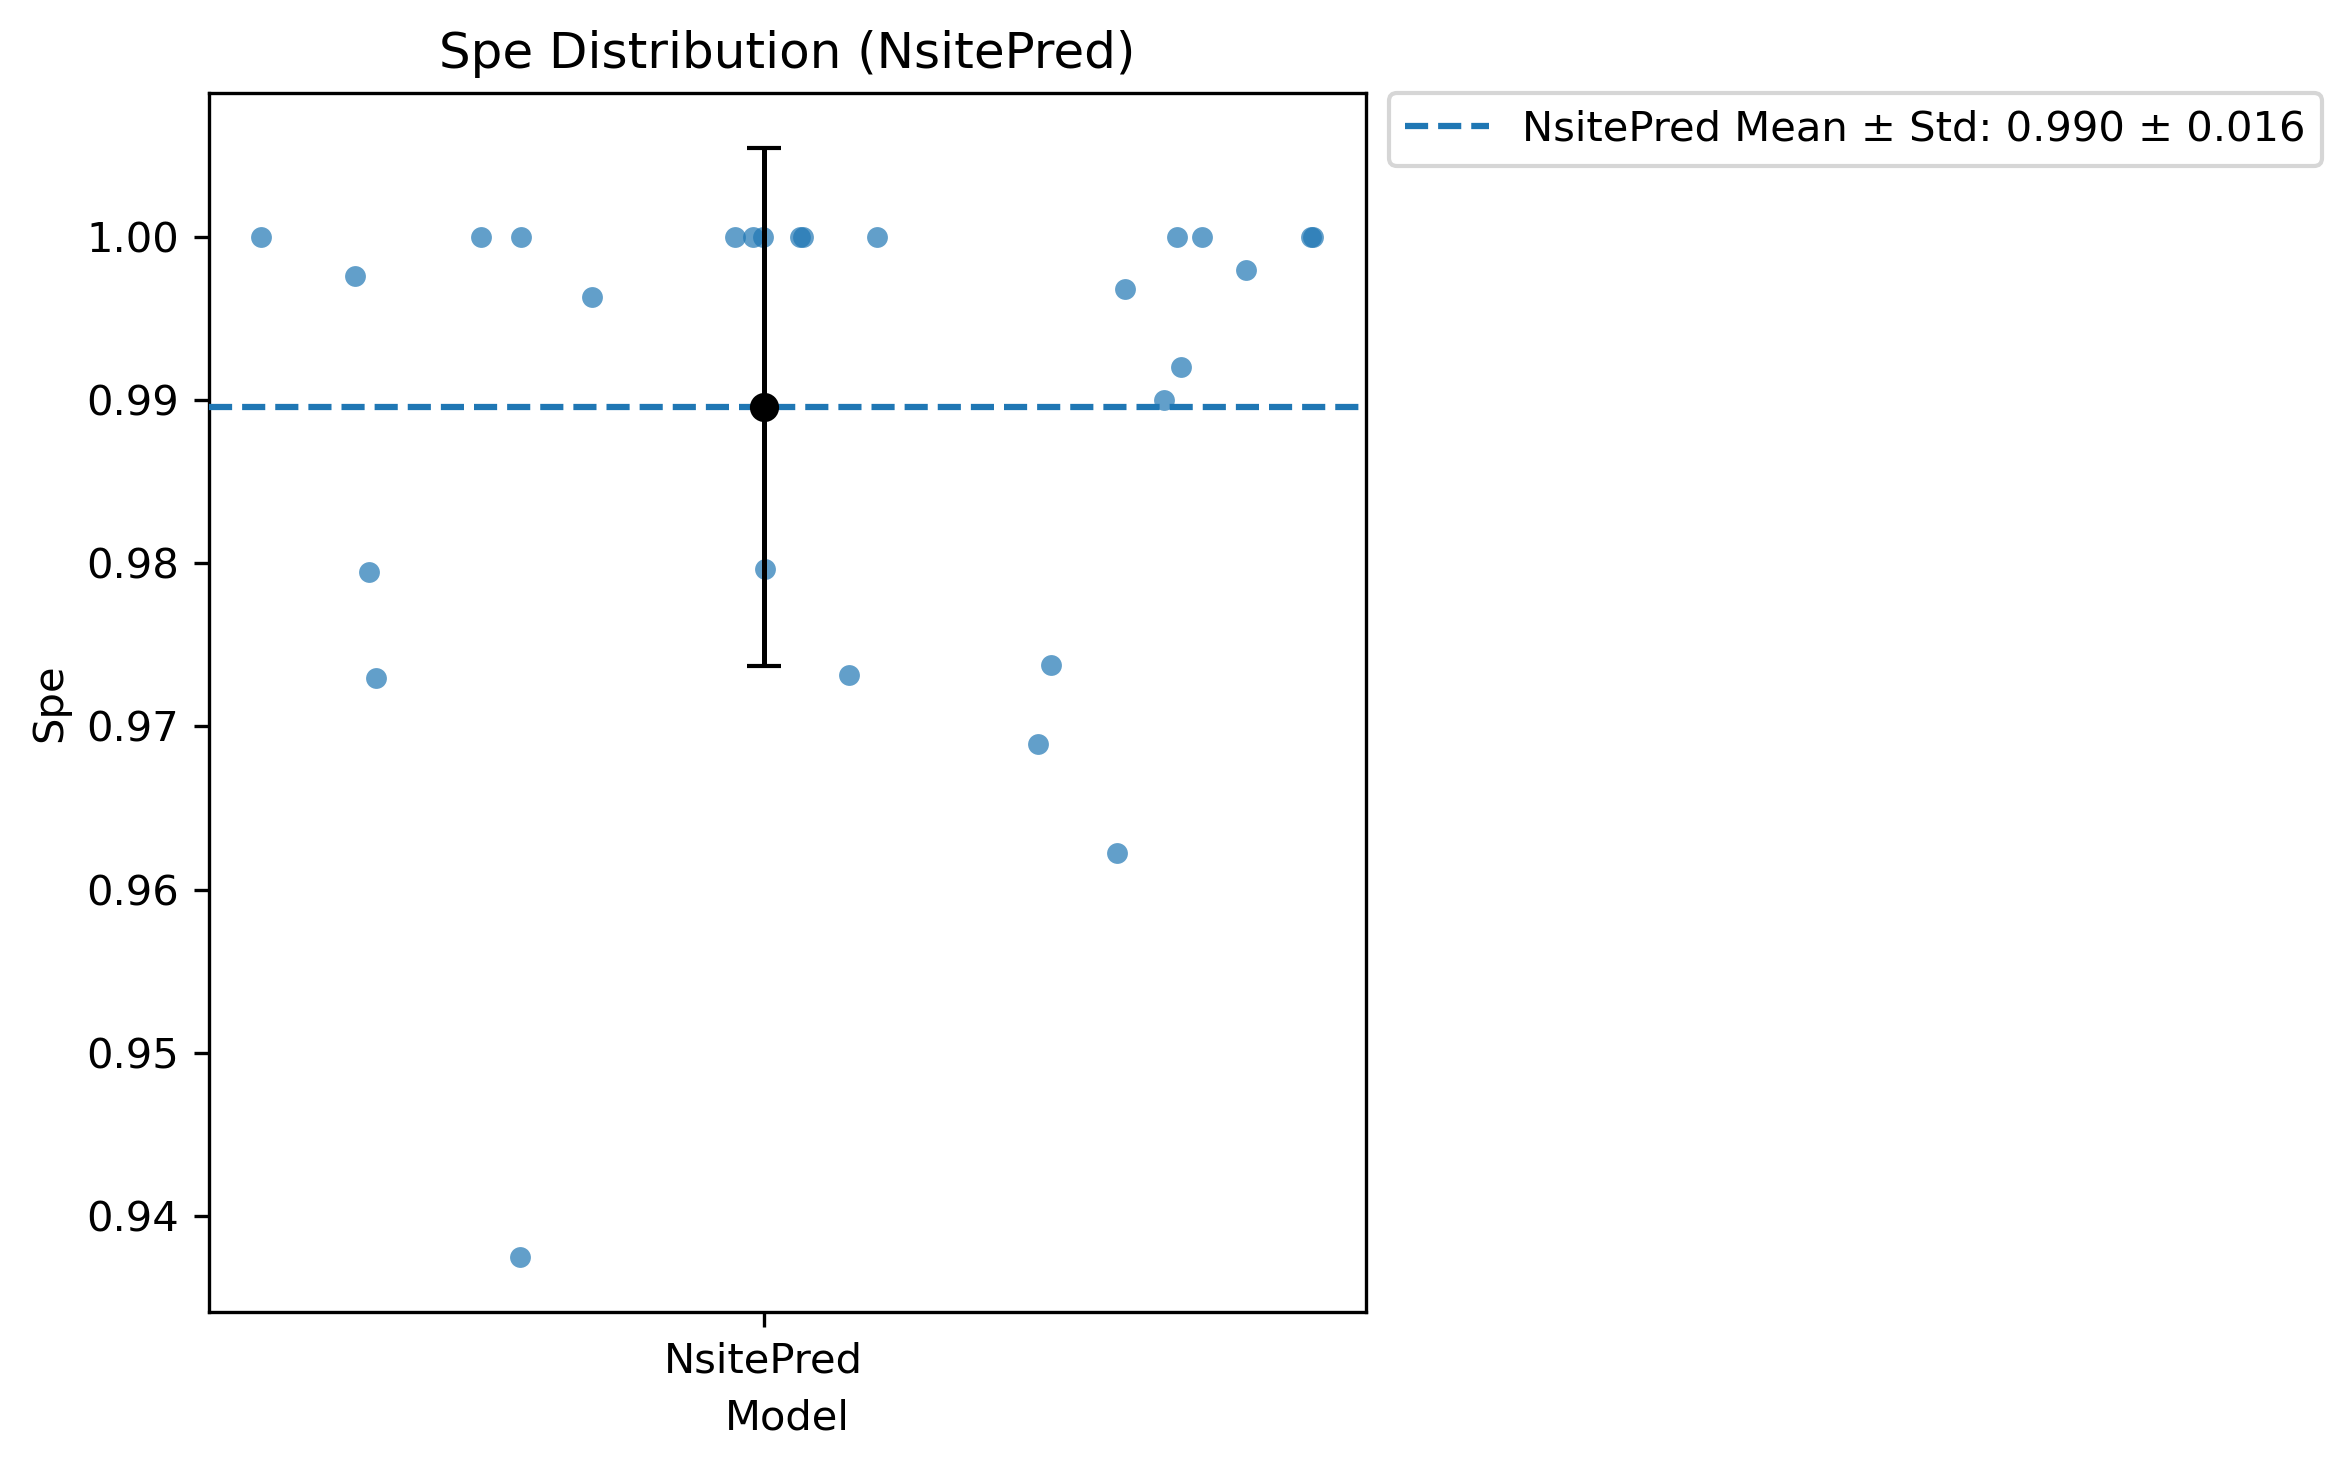 Spe Distribution (NsitePred)
NsitePred Mean ± Std: 0.990 ± 0.016
1.00
0.99
0.98
0.97
0.96
0.95
0.94
Spe
NsitePred
Model